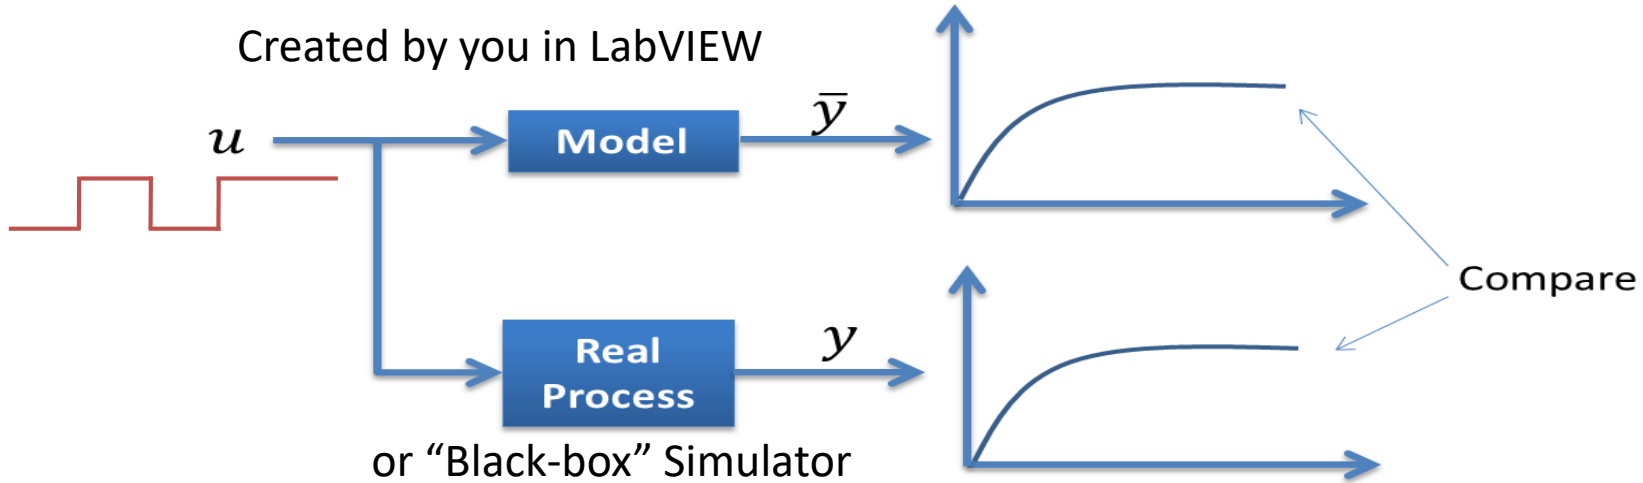 Created by you in LabVIEW
u
Model
ȳ
Compare
Real
Process
y
or “Black-box” Simulator